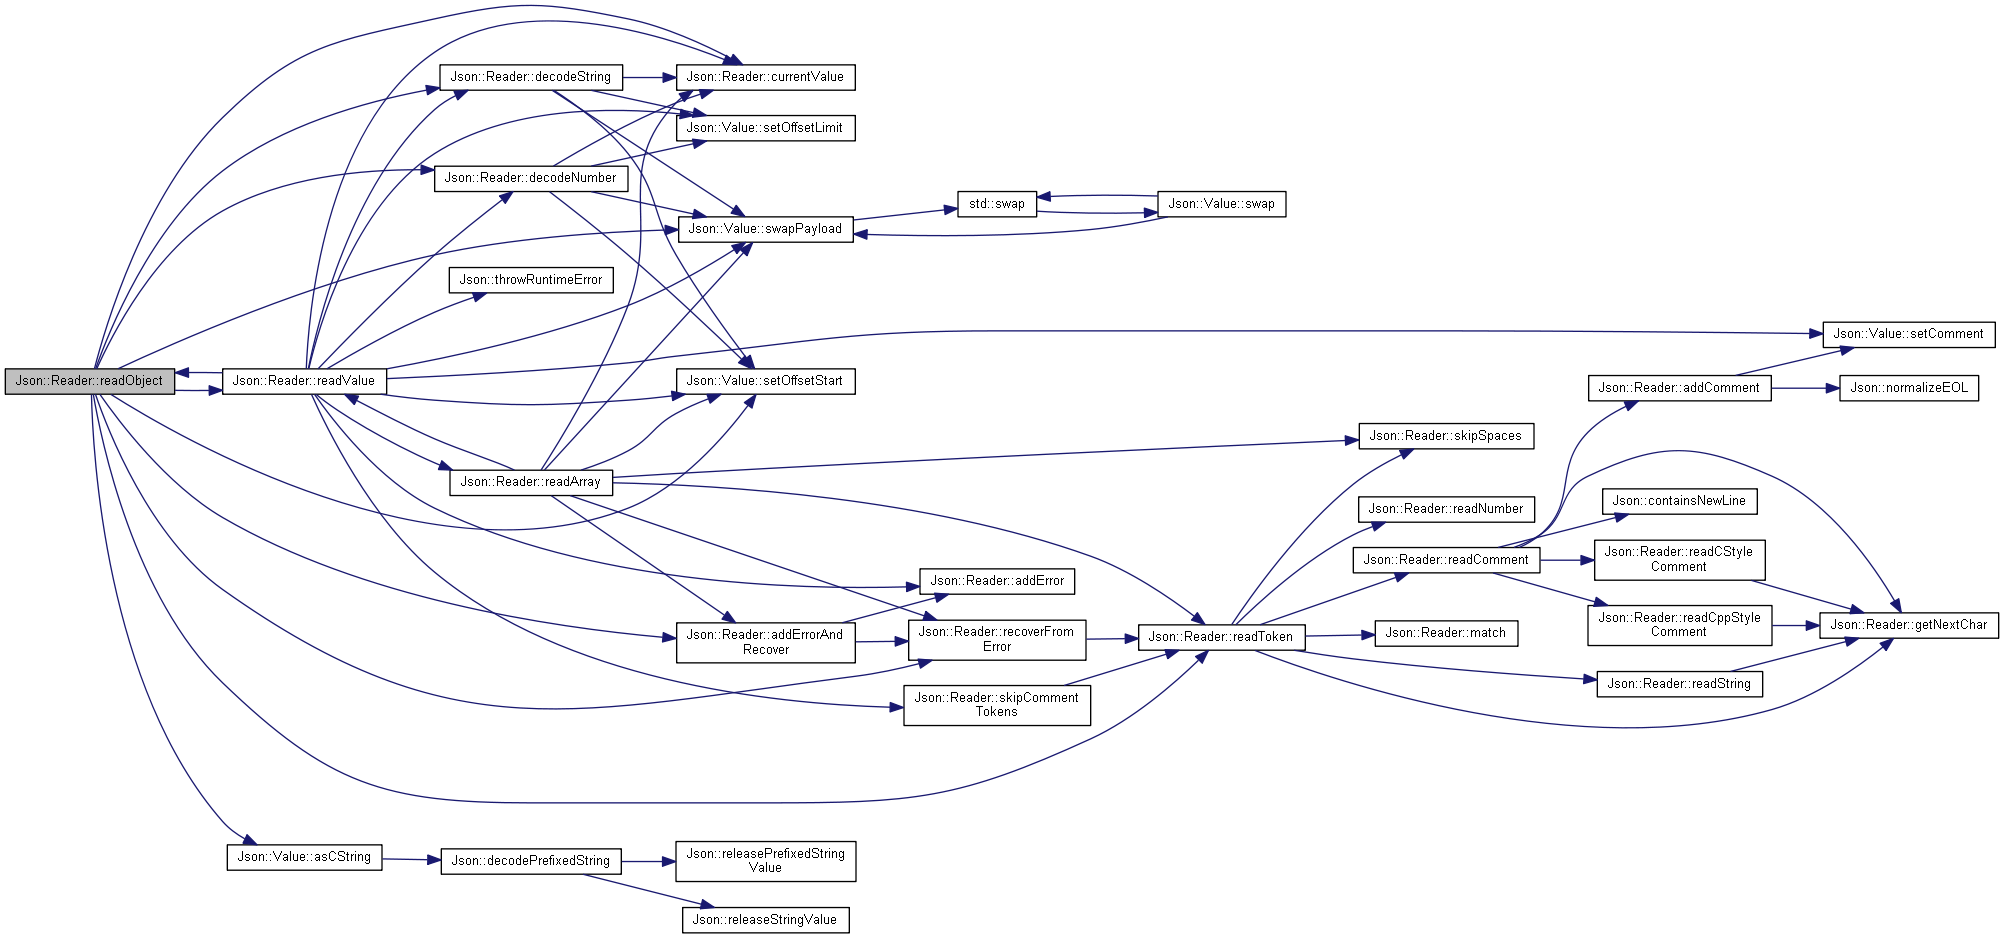 Json::Reader::decodeString
Json::Reader::currentValue
Json::Value::setOffsetLimit
Json::Reader::decodeNumber
std::swap
Json::Value::swap
Json::Value::swapPayload
Json::throwRuntimeError
Json::Value::setComment
Json::Reader::readObject
Json::Reader::readValue
Json::Value::setOffsetStart
Json::Reader::addComment
Json::normalizeEOL
Json::Reader::skipSpaces
Json::Reader::readArray
Json::containsNewLine
Json::Reader::readNumber
Json::Reader::readComment
Json::Reader::readCStyle
Comment
Json::Reader::addError
Json::Reader::readCppStyle
Comment
Json::Reader::getNextChar
Json::Reader::addErrorAnd
Recover
Json::Reader::recoverFrom
Error
Json::Reader::readToken
Json::Reader::match
Json::Reader::readString
Json::Reader::skipComment
Tokens
Json::Value::asCString
Json::decodePrefixedString
Json::releasePrefixedString
Value
Json::releaseStringValue